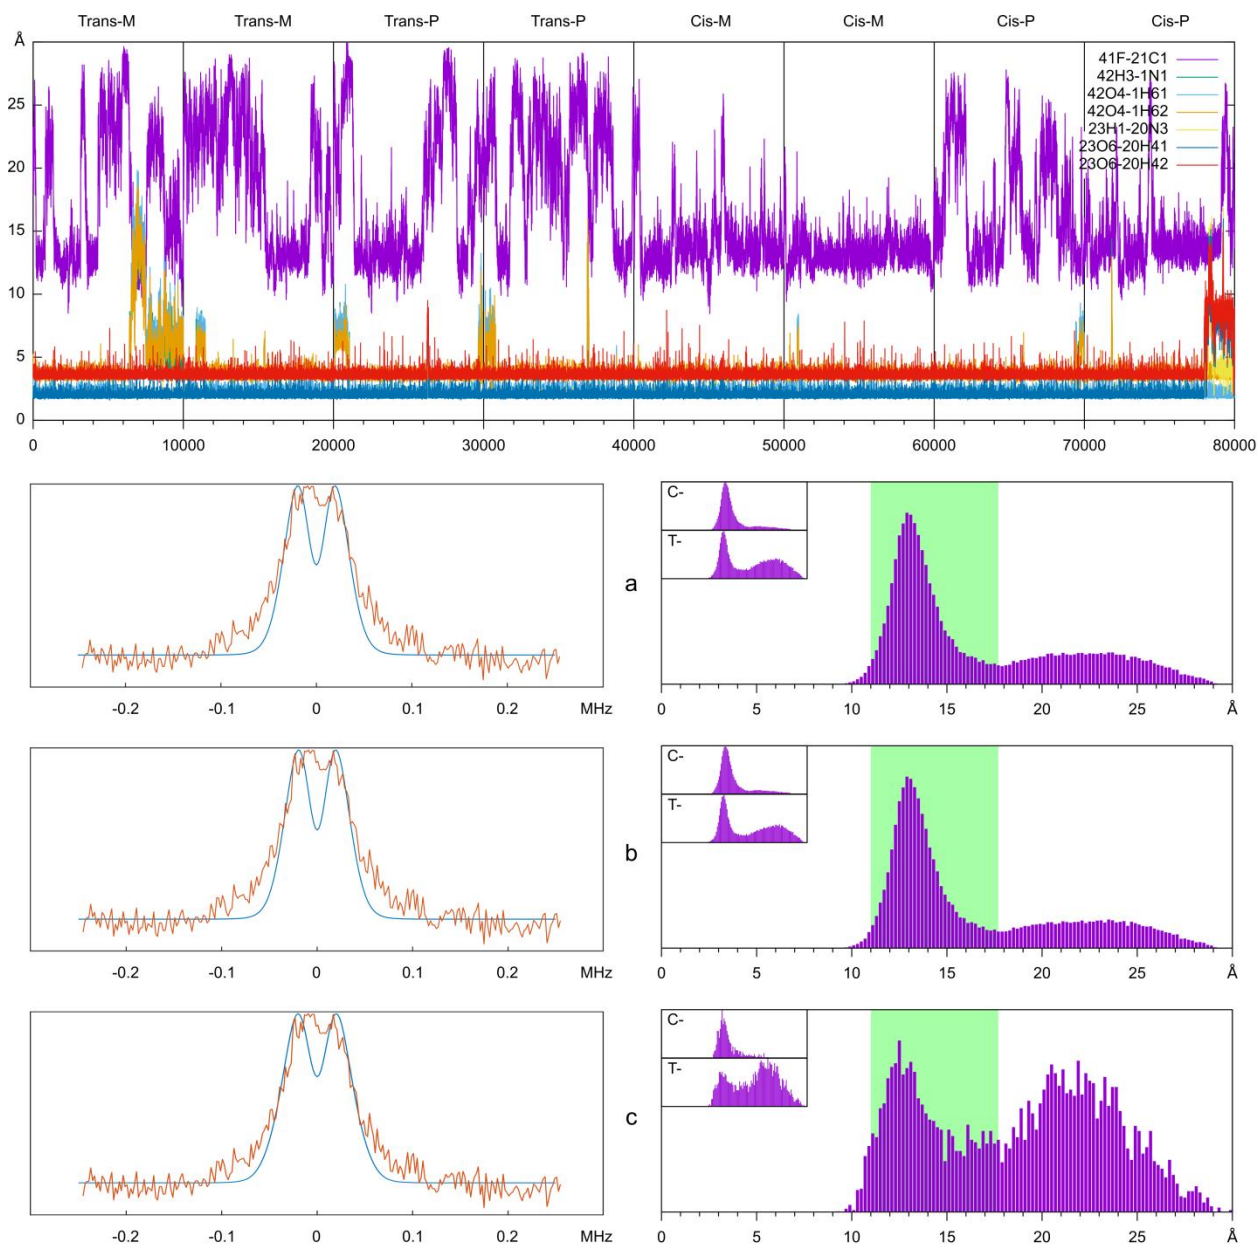 Trans-M Trans-M Trans-P Trans-P Cis-M Cis-M Cis-P Cis-P
Å
25
20
15
10
5
0
41F-21C1
42H3-1N1
42O4-1H61
42O4-1H62
23H1-20N3
23O6-20H41
23O6-20H42
0 10000 20000 30000 40000 50000 60000 70000 80000
-0.2 -0.1 0 0.1 0.2 MHz
a
C-
T-
0 5 10 15 20 25 Å
-0.2 -0.1 0 0.1 0.2 MHz
b
C-
T-
0 5 10 15 20 25 Å
-0.2 -0.1 0 0.1 0.2 MHz
c
C-
T-
0 5 10 15 20 25 Å